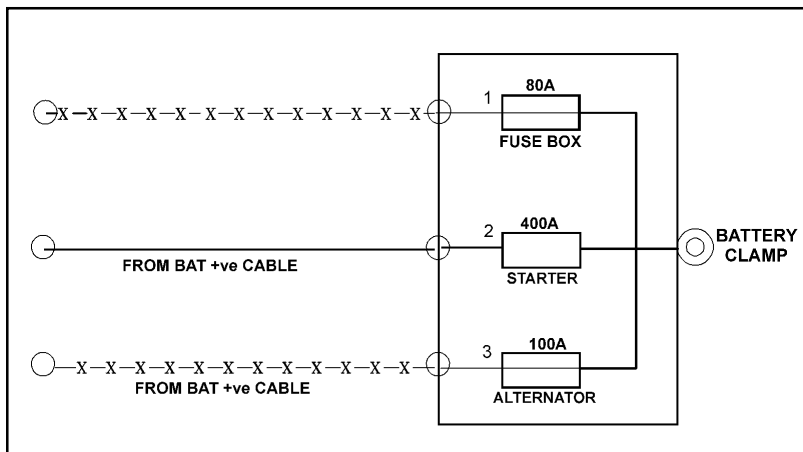 80A
1
FUSE BOX
X X X X X X X X X X X X X
400A
2
STARTER
FROM BAT +ve CABLE
BATTERY
CLAMP
100A
3
ALTERNATOR
X X X X X X X X X X X X
FROM BAT +ve CABLE